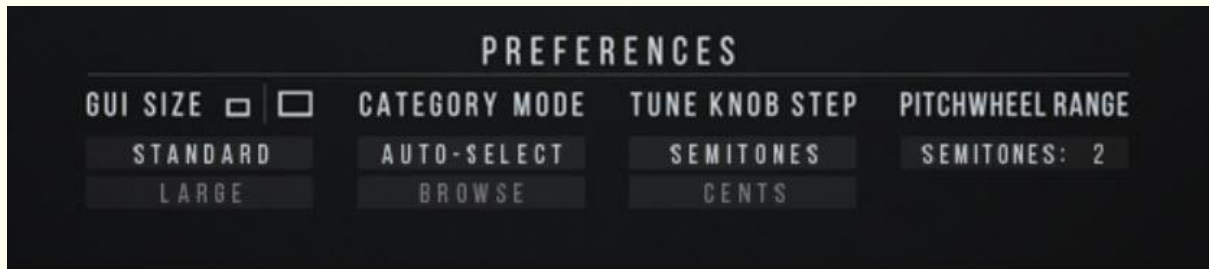 PREFERENCES
GUI SIZE CATEGORY MODE TUNE KNOB STEP PITCHWHEEL RANGE
STANDARD AUTO-SELECT SEMITONES SEMITONES: 2
LARGE BROWSE CENTS